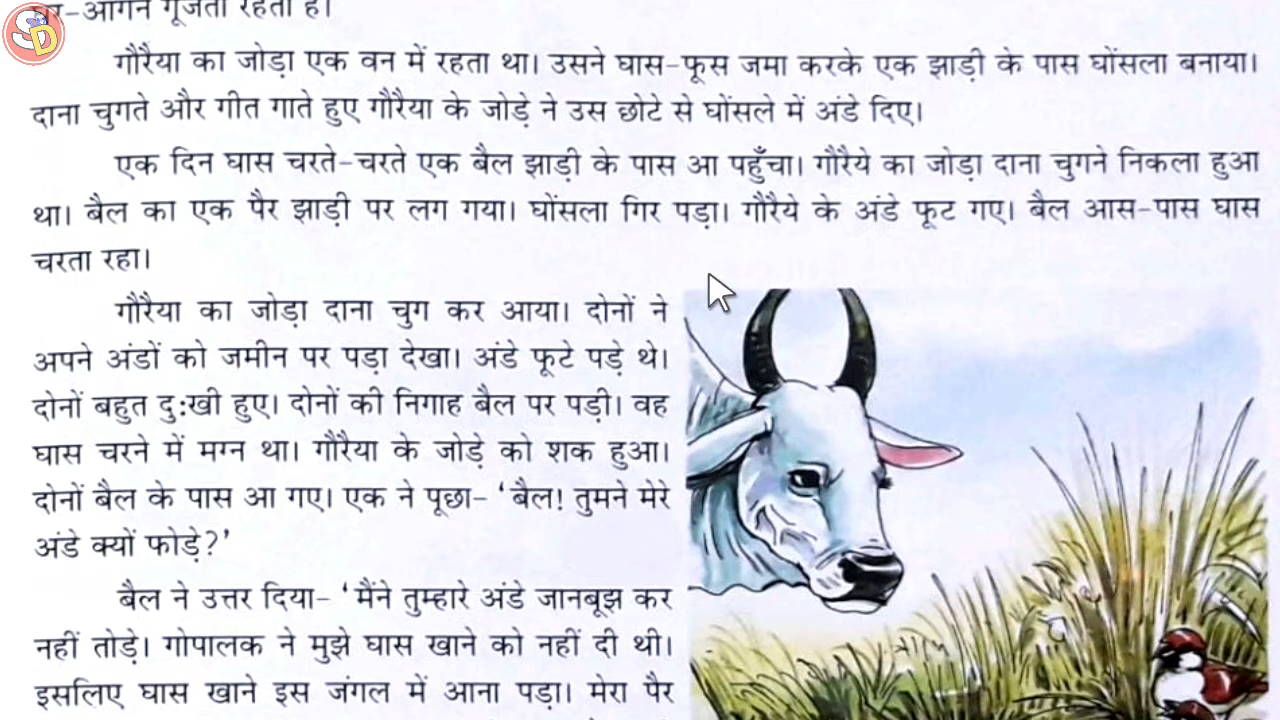 आँगन गूँजता रहता है।
गौरैया का जोड़ा एक वन में रहता था। उसने घास-फूस जमा करके एक झाड़ी के पास घोंसला बनाया।
दाना चुगते और गीत गाते हुए गौरैया के जोड़े ने उस छोटे से घोंसले में अंडे दिए।
एक दिन घास चरते-चरते एक बैल झाड़ी के पास आ पहुँचा। गौरैये का जोड़ा दाना चुगने निकला हुआ
था। बैल का एक पैर झाड़ी पर लग गया। घोंसला गिर पड़ा। गौरैये के अंडे फूट गए। बैल आस-पास घास
चरता रहा।
गौरैया का जोड़ा दाना चुग कर आया। दोनों ने
अपने अंडों को जमीन पर पड़ा देखा। अंडे फूटे पड़े थे।
दोनों बहुत दुःखी हुए। दोनों की निगाह बैल पर पड़ी। वह
घास चरने में मग्न था। गौरैया के जोड़े को शक हुआ।
दोनों बैल के पास आ गए। एक ने पूछा- ‘बैल! तुमने मेरे
अंडे क्यों फोड़े?’
बैल ने उत्तर दिया- ‘मैंने तुम्हारे अंडे जानबूझ कर
नहीं तोड़े। गोपालक ने मुझे घास खाने को नहीं दी थी।
इसलिए घास खाने इस जंगल में आना पड़ा। मेरा पैर